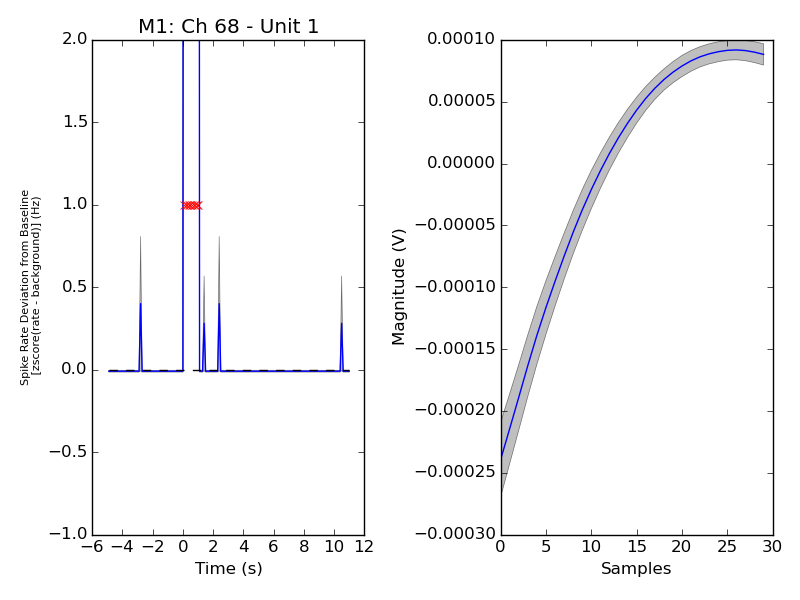 M1: Ch 68 - Unit 1
2.0
1.5
1.0
0.5
0.0
−0.5
−1.0
−6 −4 −2 0 2 4 6 8 10 12
Time (s)
Spike Rate Deviation from Baseline
[zscore(rate - background)] (Hz)
0.00010
0.00005
0.00000
−0.00005
−0.00010
−0.00015
−0.00020
−0.00025
−0.00030
0 5 10 15 20 25 30
Samples
Magnitude (V)